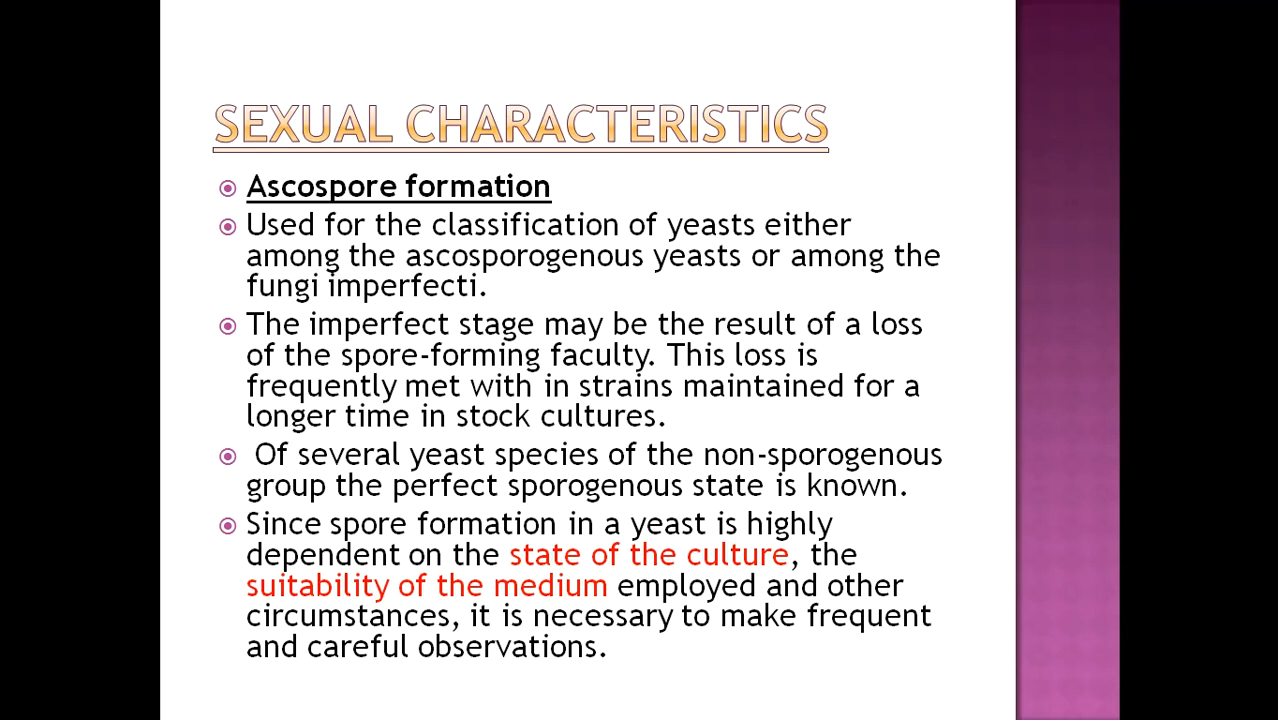 SEXUAL CHARACTERISTICS
Ascospore formation
Used for the classification of yeasts either
among the ascosporogenous yeasts or among the
fungi imperfecti.
The imperfect stage may be the result of a loss
of the spore-forming faculty. This loss is
frequently met with in strains maintained for a
longer time in stock cultures.
Of several yeast species of the non-sporogenous
group the perfect sporogenous state is known.
Since spore formation in a yeast is highly
dependent on the state of the culture, the
suitability of the medium employed and other
circumstances, it is necessary to make frequent
and careful observations.